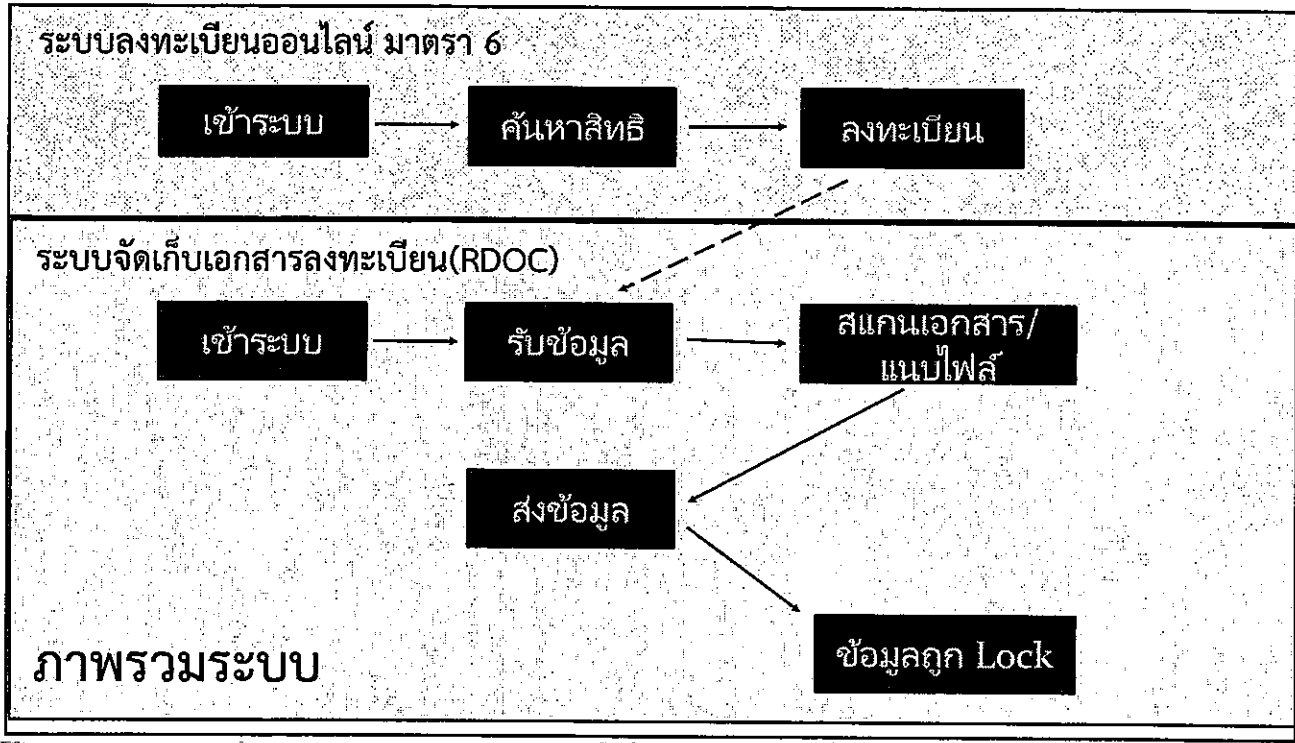 ระบบลงทะเบียนออนไลน์ มาตรา 6
เข้าระบบ
ค้นหาสิทธิ
ลงทะเบียน
ระบบจัดเก็บเอกสารลงทะเบียน(RDOC)
เข้าระบบ
รับข้อมูล
สแกนเอกสาร/
แนบไฟล์
ส่งข้อมูล
ข้อมูลถูก Lock
ภาพรวมระบบ